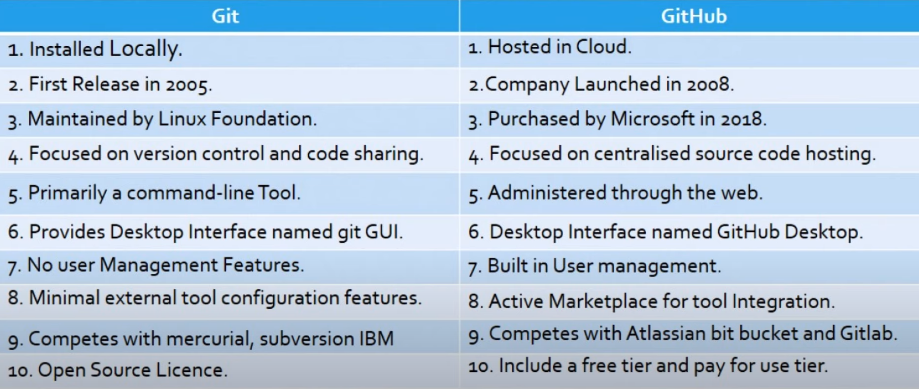 Git GitHub
1. Installed Locally. 1. Hosted in Cloud.
2. First Release in 2005. 2.Company Launched in 2008.
3. Maintained by Linux Foundation. 3. Purchased by Microsoft in 2018.
4. Focused on version control and code sharing. 4. Focused on centralised source code hosting.
5. Primarily a command-line Tool. 5. Administered through the web.
6. Provides Desktop Interface named git GUI. 6. Desktop Interface named GitHub Desktop.
7. No user Management Features. 7. Built in User management.
8. Minimal external tool configuration features. 8. Active Marketplace for tool Integration.
9. Competes with mercurial, subversion IBM 9. Competes with Atlassian bit bucket and Gitlab.
10. Open Source Licence. 10. Include a free tier and pay for use tier.